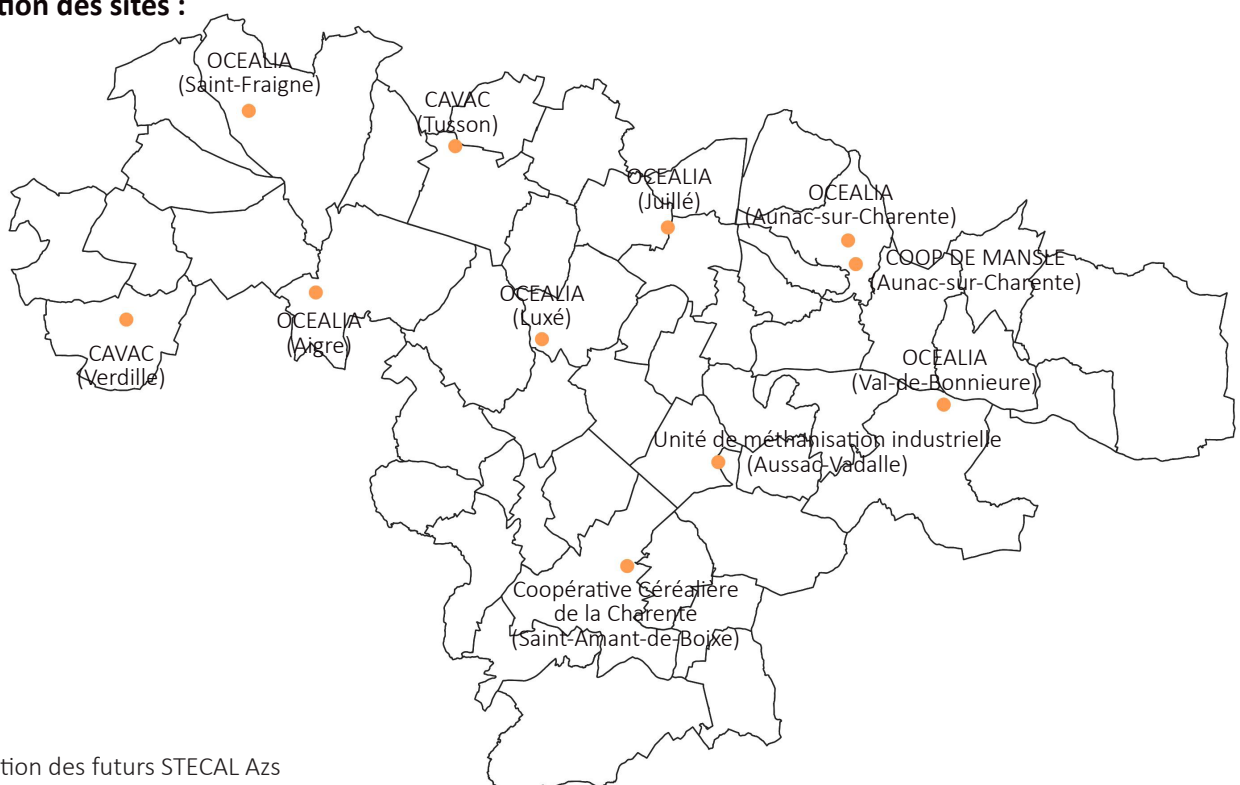 tion des sites :
OCEALIA
(Saint-Fraigne)
CAVAC
(Tusson)
OCEALIA
(Juillé)
OCEALIA
(Aunac-sur-Charente)
COOP DE MANSLE
(Aunac-sur-Charente)
OCEALIA
(Luxé)
OCEALIA
(Aigre)
CAVAC
(Verdille)
OCEALIA
(Val-de-Bonnieure)
Unité de méthanisation industrielle
(Aussac-Vadalle)
Coopérative Céréalière
de la Charente
(Saint-Amant-de-Boixe)
tion des futurs STECAL Azs